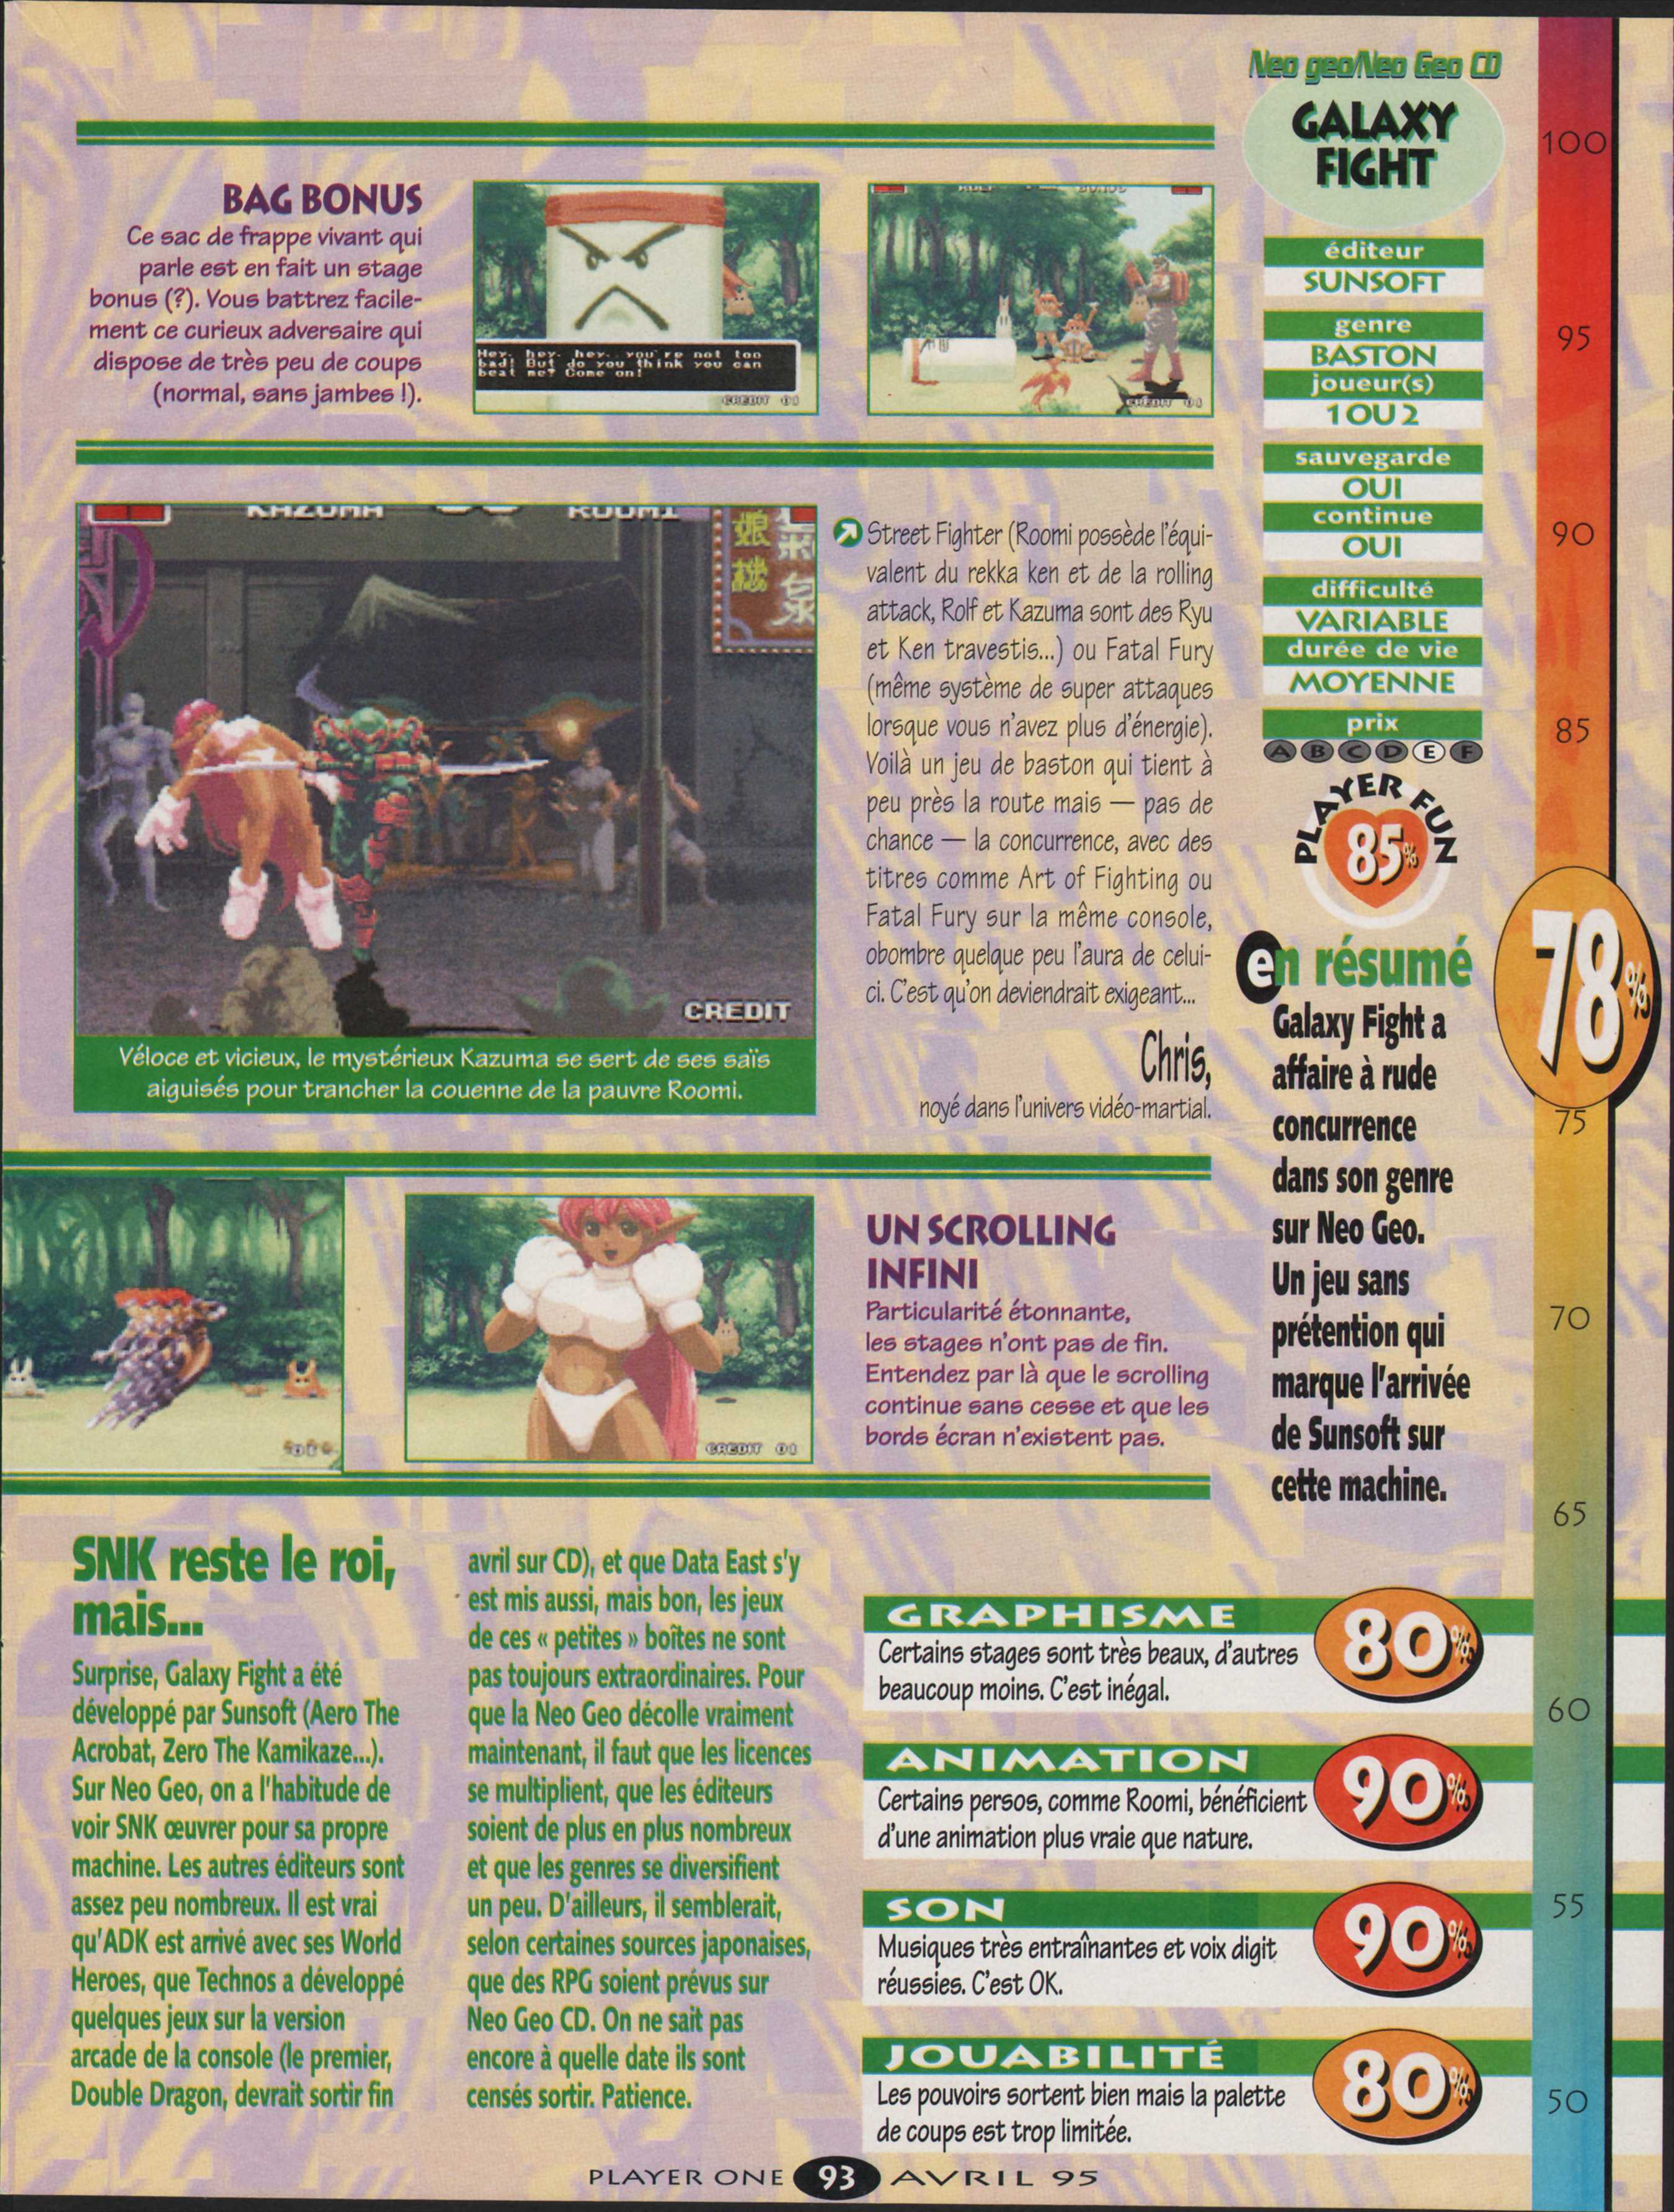 Neo geo/Neo Geo CD
GALAXY
FIGHT
BAG BONUS
Ce sac de frappe vivant qui
parle est en fait un stage
bonus (?). Vous battrez facile-
ment ce curieux adversaire qui
dispose de très peu de coups
(normal, sans jambes !).
Hey, hey, hey, you're not too
bad! But do you think you can
beat me? Come on!
CREDIT 01
CREDIT 01
éditeur
SUNSOFT
genre
BASTON
joueur(s)
1 OU 2
sauvegarde
OUI
continue
OUI
difficulté
VARIABLE
durée de vie
MOYENNE
prix
A B C D E F
PLAYER FUN
85%
KAZUMA
ROOMI
CREDIT
Véloce et vicieux, le mystérieux Kazuma se sert de ses saïs
aiguisés pour trancher la couenne de la pauvre Roomi.
Street Fighter (Roomi possède l'équi-
valent du rekka ken et de la rolling
attack, Rolf et Kazuma sont des Ryu
et Ken travestis...) ou Fatal Fury
(même système de super attaques
lorsque vous n'avez plus d'énergie).
Voilà un jeu de baston qui tient à
peu près la route mais — pas de
chance — la concurrence, avec des
titres comme Art of Fighting ou
Fatal Fury sur la même console,
obombre quelque peu l'aura de celui-
ci. C'est qu'on deviendrait exigeant...
Chris,
noyé dans l'univers vidéo-martial.
en résumé
Galaxy Fight a
affaire à rude
concurrence
dans son genre
sur Neo Geo.
Un jeu sans
prétention qui
marque l'arrivée
de Sunsoft sur
cette machine.
100
95
90
85
78%
75
70
65
60
55
50
CREDIT 01
UN SCROLLING
INFINI
Particularité étonnante,
les stages n'ont pas de fin.
Entendez par là que le scrolling
continue sans cesse et que les
bords écran n'existent pas.
SNK reste le roi,
mais...
Surprise, Galaxy Fight a été
développé par Sunsoft (Aero The
Acrobat, Zero The Kamikaze...).
Sur Neo Geo, on a l'habitude de
voir SNK œuvrer pour sa propre
machine. Les autres éditeurs sont
assez peu nombreux. Il est vrai
qu'ADK est arrivé avec ses World
Heroes, que Technos a développé
quelques jeux sur la version
arcade de la console (le premier,
Double Dragon, devrait sortir fin
avril sur CD), et que Data East s'y
est mis aussi, mais bon, les jeux
de ces « petites » boîtes ne sont
pas toujours extraordinaires. Pour
que la Neo Geo décolle vraiment
maintenant, il faut que les licences
se multiplient, que les éditeurs
soient de plus en plus nombreux
et que les genres se diversifient
un peu. D'ailleurs, il semblerait,
selon certaines sources japonaises,
que des RPG soient prévus sur
Neo Geo CD. On ne sait pas
encore à quelle date ils sont
censés sortir. Patience.
GRAPHISME
80%
Certains stages sont très beaux, d'autres
beaucoup moins. C'est inégal.
ANIMATION
90%
Certains persos, comme Roomi, bénéficient
d'une animation plus vraie que nature.
SON
90%
Musiques très entraînantes et voix digit
réussies. C'est OK.
JOUABILITÉ
80%
Les pouvoirs sortent bien mais la palette
de coups est trop limitée.
PLAYER ONE 93 AVRIL 95